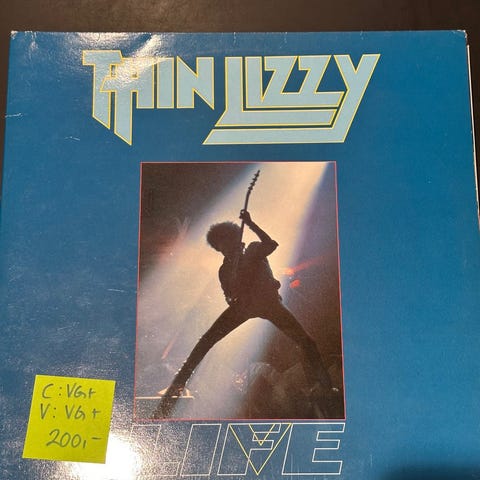 THIN LIZZY
C: VG+
V: VG+
200,-
LIFE